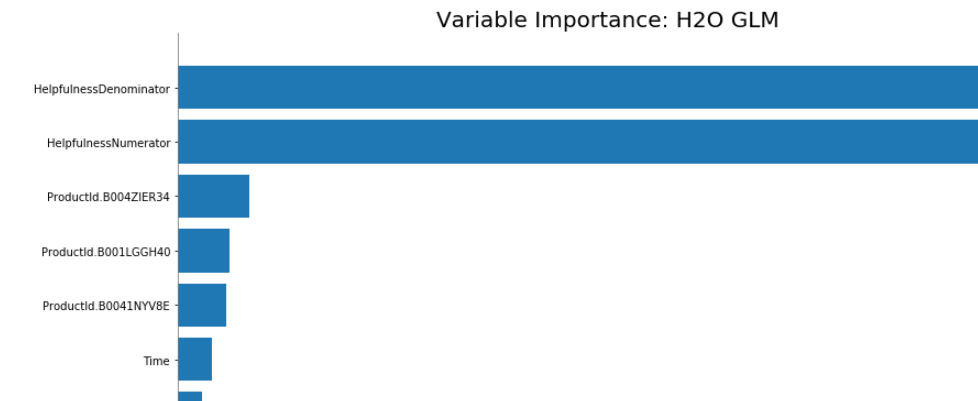 Variable Importance: H2O GLM
HelpfulnessDenominator
HelpfulnessNumerator
ProductId.B004ZIER34
ProductId.B001LGGH40
ProductId.B0041NYV8E
Time